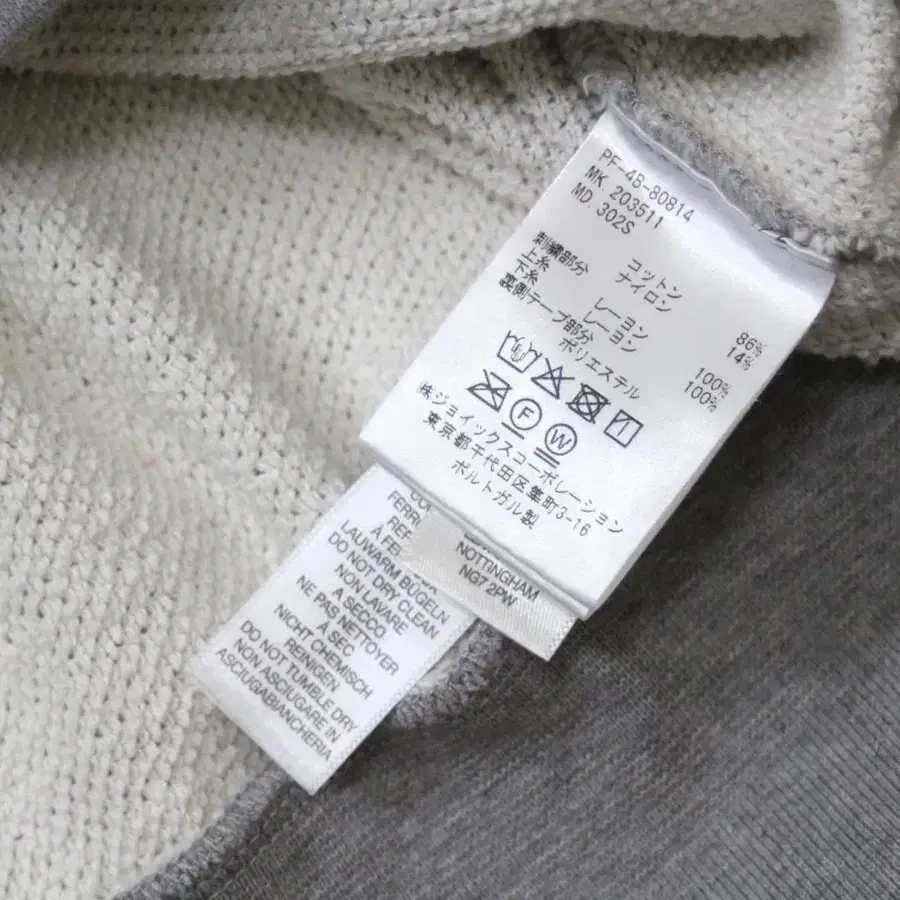 PF-4B-80814
MK. 203511
MD. 302S
コットン 86%
刺繍部分 ナイロン 14%
上糸 レーヨン 100%
下糸 レーヨン 100%
裏側テープ部分
ポリエステル
F W
㈱ジョイックスコーポレーション
東京都千代田区隼町3-16
ポルトガル製
NOTTINGHAM
NG7 2PW
FERRO
À FER
LAUWARM BÜGELN
DO NOT DRY CLEAN
NON LAVARE
A SECCO
NE PAS NETTOYER
À SEC
NICHT CHEMISCH
REINIGEN
DO NOT TUMBLE DRY
NON ASCIUGARE IN
ASCIUGABIANCHERIA